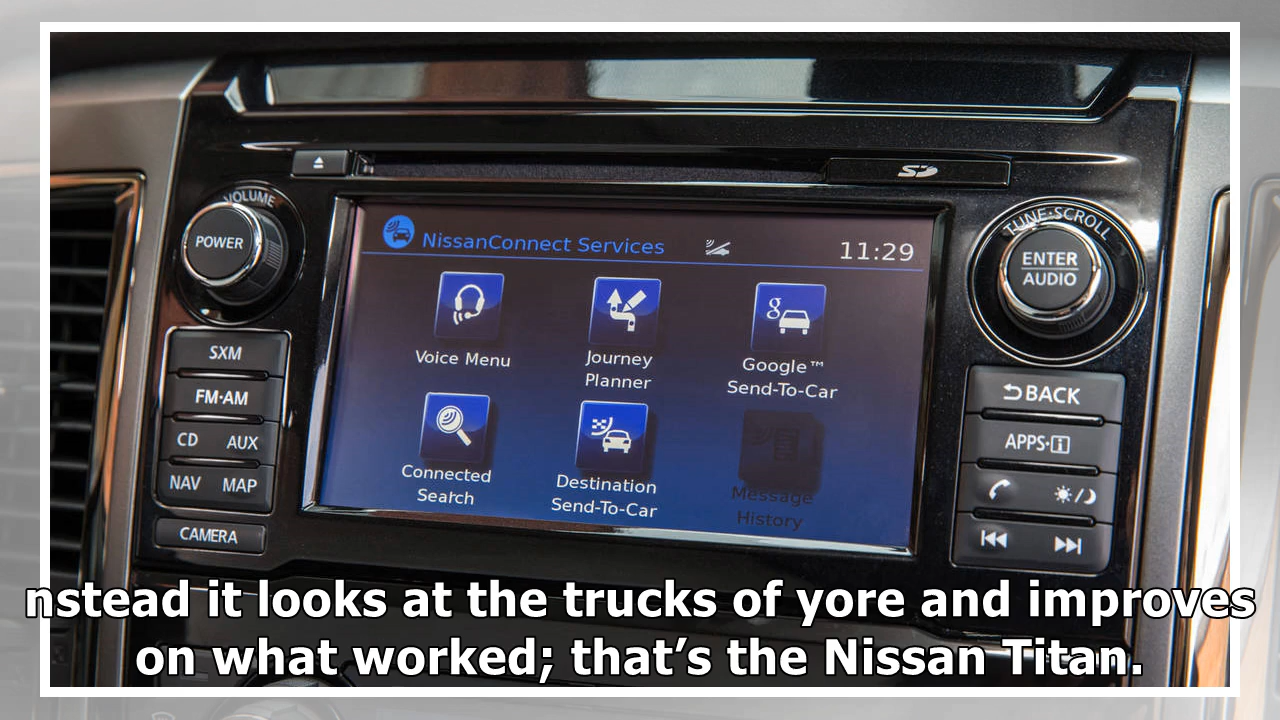 SD
VOLUME
POWER
TUNE·SCROLL
ENTER
AUDIO
NissanConnect Services
11:29
Voice Menu
Journey
Planner
Google™
Send-To-Car
g
Connected
Search
Destination
Send-To-Car
Message
History
SXM
FM·AM
CD AUX
NAV MAP
CAMERA
BACK
APPS·i
nstead it looks at the trucks of yore and improves
on what worked; that’s the Nissan Titan.